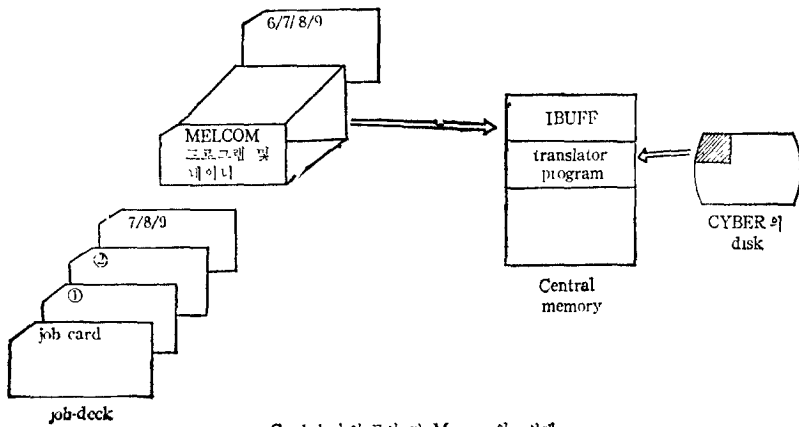 6/7/8/9
MELCOM
프로그램 및
데이터
7/8/9
②
①
job card
job-deck
IBUFF
translator
program
Central
memory
CYBER의
disk